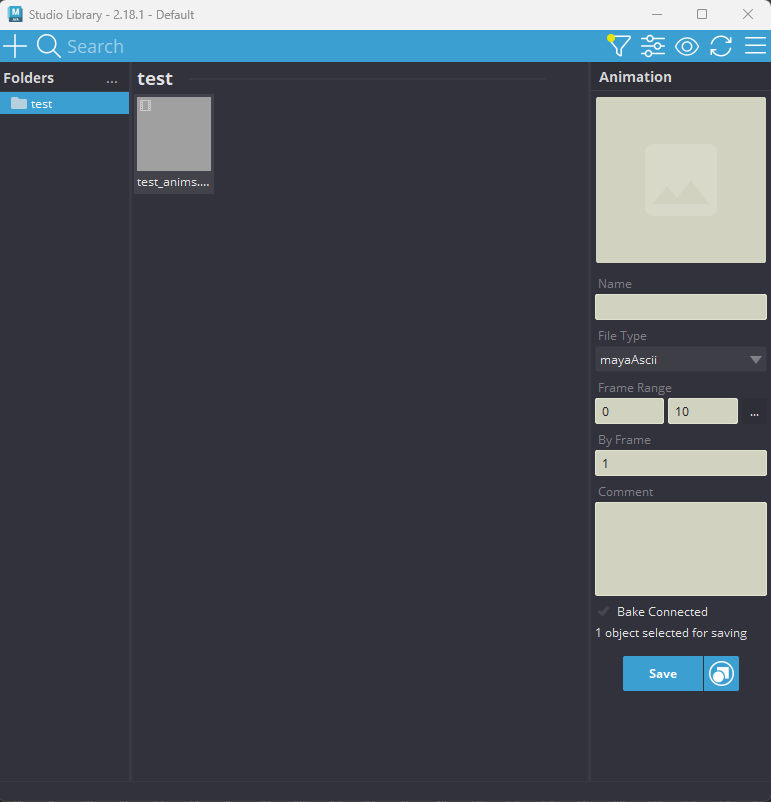 Studio Library - 2.18.1 - Default
Search
Folders ...
test
test
test_anims....
Animation
Name
File Type
mayaAscii
Frame Range
0 10 ...
By Frame
1
Comment
Bake Connected
1 object selected for saving
Save